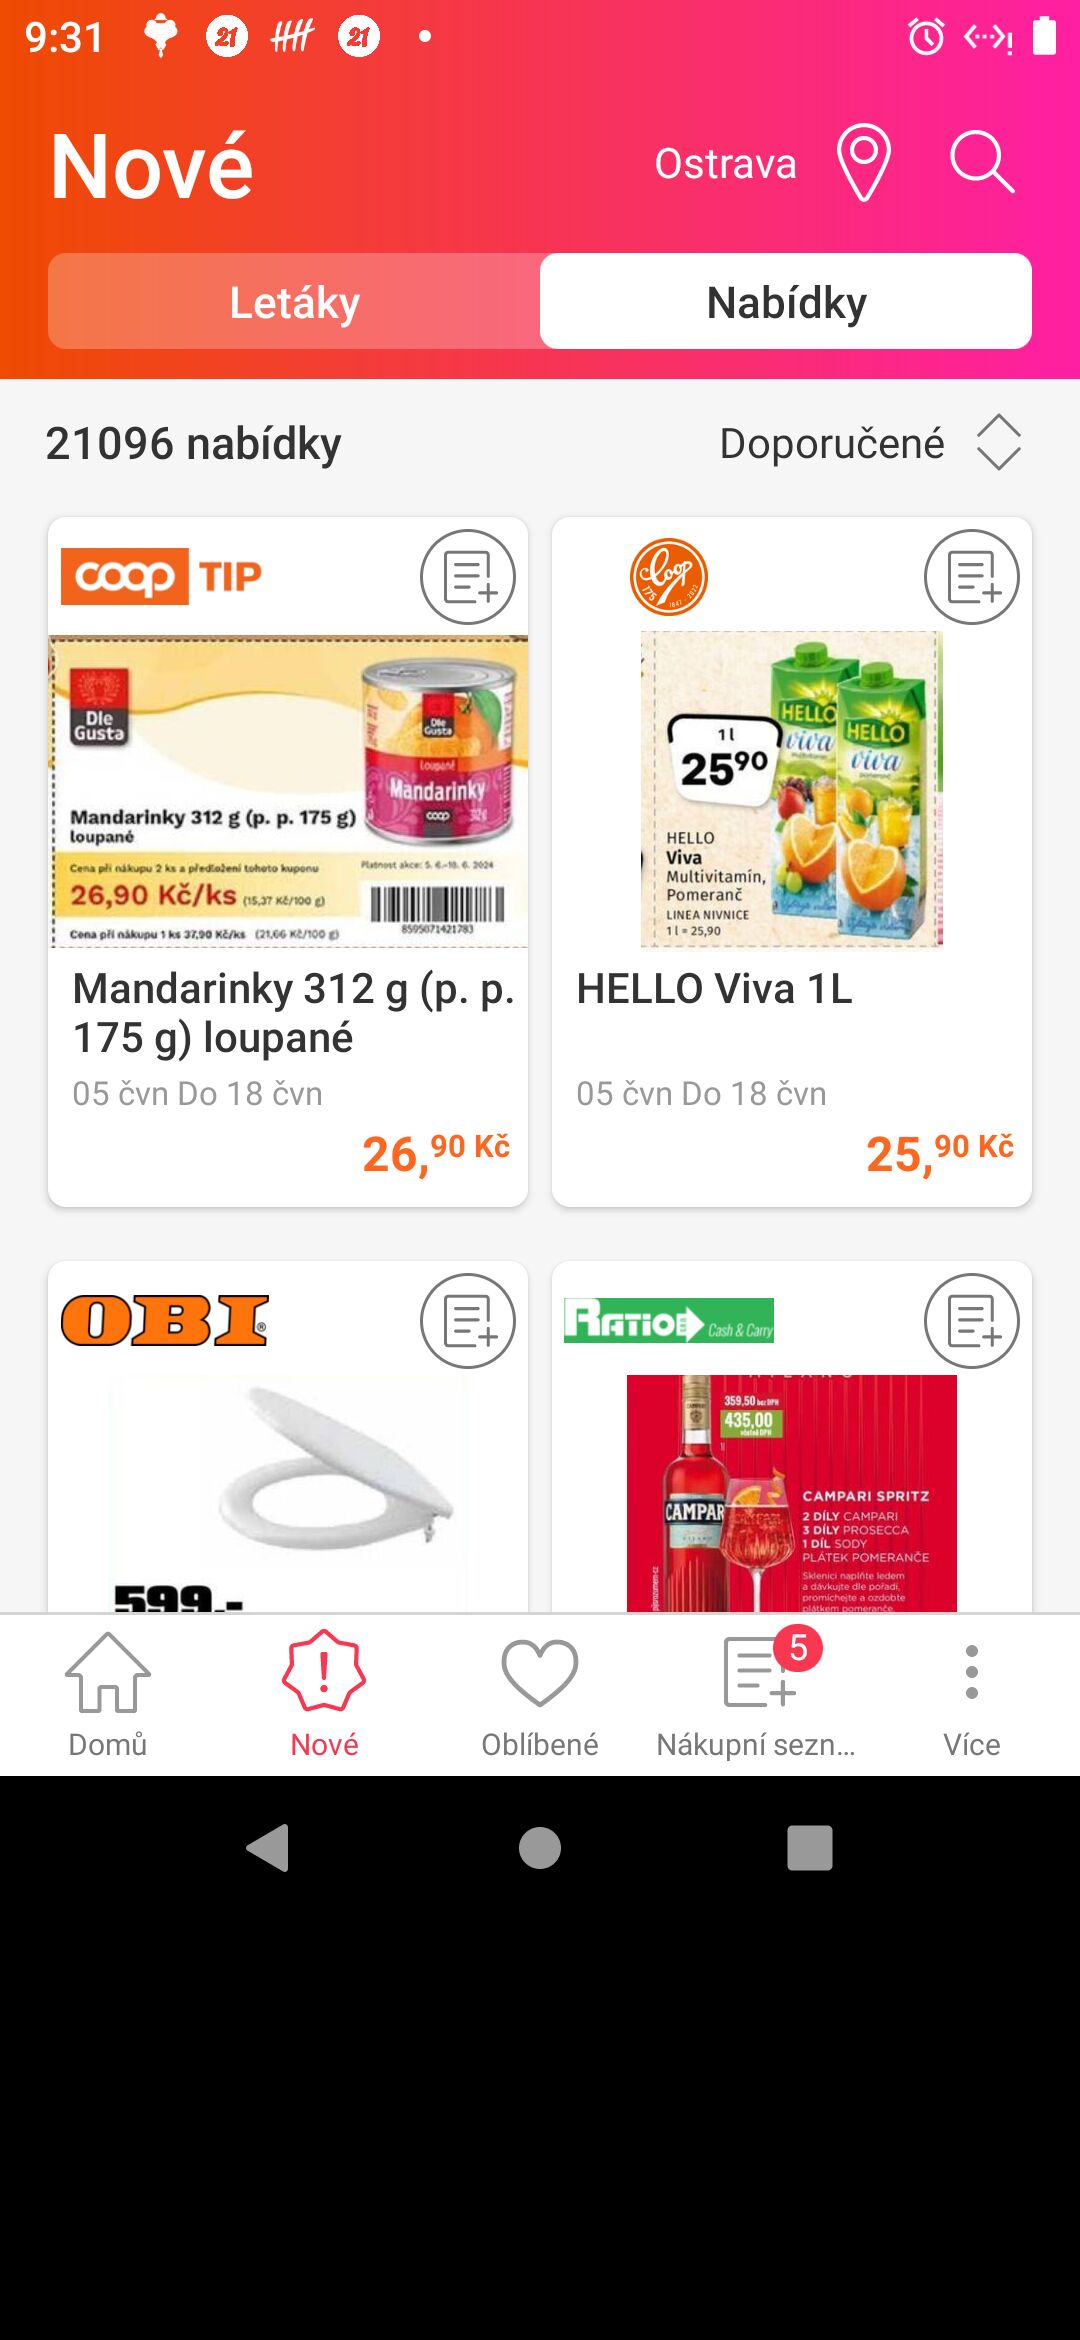 9:31
Nové
Ostrava
Letáky
Nabídky
21096 nabídky
Doporučené
coop TIP
Dle
Gusta
Dle
Gusta
Loupané
Mandarinky
coop
Mandarinky 312 g (p. p. 175 g)
loupané
Cena při nákupu 2 ks a předložení tohoto kuponu
Platnost akce: 5. 6.–18. 6. 2024
26,90 Kč/ks (15,37 Kč/100 g)
8595071421783
Cena při nákupu 1 ks 37,90 Kč/ks (21,66 Kč/100 g)
Mandarinky 312 g (p. p.
175 g) loupané
05 čvn Do 18 čvn
26,90 Kč
Coop
175
1847 - 2022
HELLO
viva
HELLO
viva
1 l
2590
HELLO
Viva
Multivitamín,
Pomeranč
LINEA NIVNICE
1 l = 25,90
HELLO Viva 1L
05 čvn Do 18 čvn
25,90 Kč
OBI
599.-
RATIO Cash & Carry
359,50 bez DPH
435,00
včetně DPH
CAMPARI SPRITZ
2 DÍLY CAMPARI
3 DÍLY PROSECCA
1 DÍL SODY
PLÁTEK POMERANČE
Sklenici naplňte ledem
a dávkujte dle pořadí,
promíchejte a ozdobte
plátkem pomeranče.
CAMPAR
pijsrozumem.cz
5
Domů
Nové
Oblíbené
Nákupní sezn...
Více